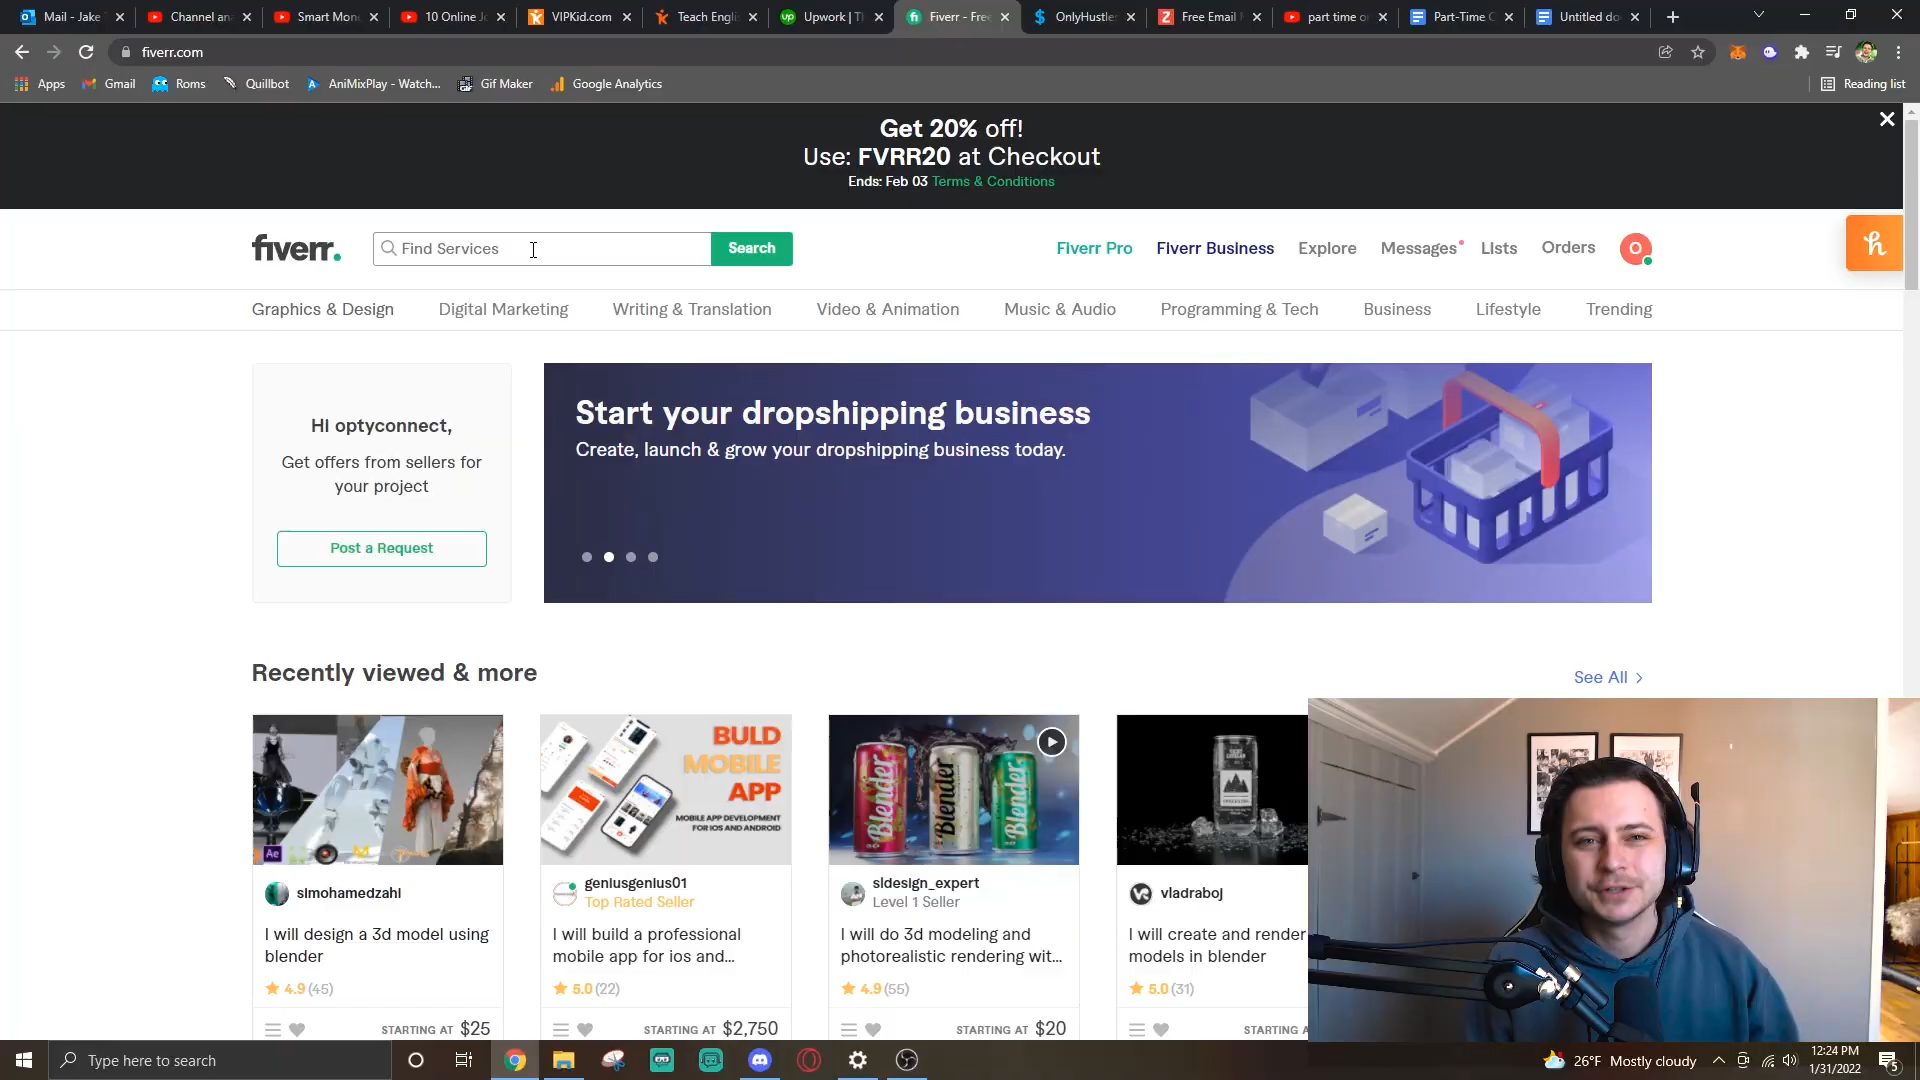 Mail - Jake
Channel an
Smart Mon
10 Online J
VIPKid.com
Teach Engli
Upwork | T
Fiverr - Free
OnlyHustle
Free Email
part time o
Part-Time
Untitled do
fiverr.com
Apps
Gmail
Roms
Quillbot
AniMixPlay - Watch...
Gif Maker
Google Analytics
Reading list
Get 20% off!
Use: FVRR20 at Checkout
Ends: Feb 03 Terms & Conditions
fiverr.
Find Services
Search
Fiverr Pro
Fiverr Business
Explore
Messages
Lists
Orders
O
Graphics & Design
Digital Marketing
Writing & Translation
Video & Animation
Music & Audio
Programming & Tech
Business
Lifestyle
Trending
Hi optyconnect,
Get offers from sellers for
your project
Post a Request
Start your dropshipping business
Create, launch & grow your dropshipping business today.
Recently viewed & more
See All
Ae
simohamedzahi
I will design a 3d model using
blender
4.9 (45)
STARTING AT $25
BULD
MOBILE
APP
MOBILE APP DEVELOPMENT
FOR IOS AND ANDROID
geniusgenius01
Top Rated Seller
I will build a professional
mobile app for ios and...
5.0 (22)
STARTING AT $2,750
Blender
Blender
Blender
sidesign_expert
Level 1 Seller
I will do 3d modeling and
photorealistic rendering wit...
4.9 (55)
STARTING AT $20
vladraboj
I will create and render
models in blender
5.0 (31)
STARTING A
Type here to search
26°F Mostly cloudy
12:24 PM
1/31/2022
5